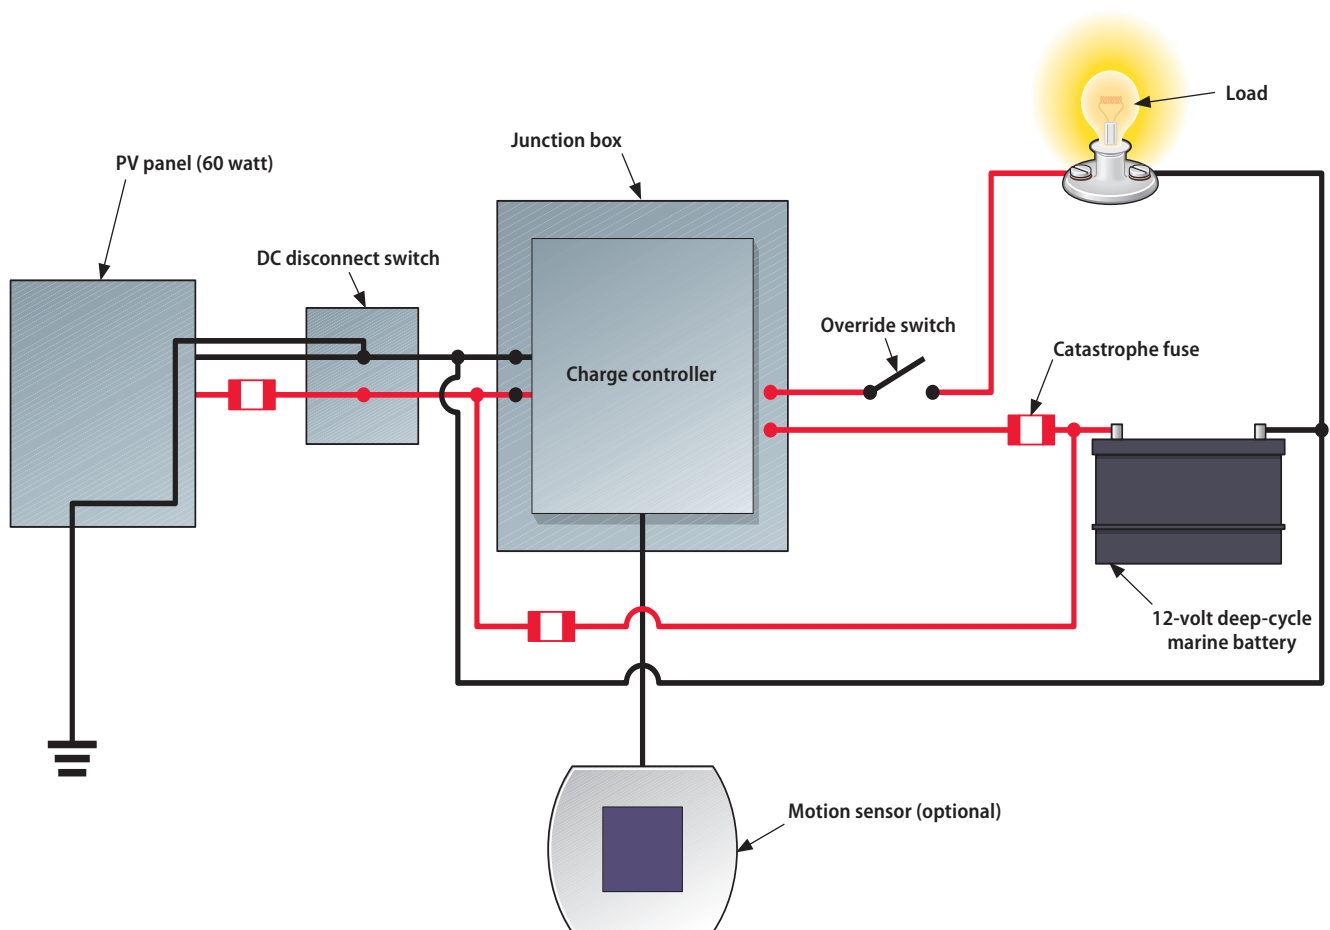 Load
Junction box
PV panel (60 watt)
DC disconnect switch
Override switch
Catastrophe fuse
Charge controller
12-volt deep-cycle
marine battery
Motion sensor (optional)